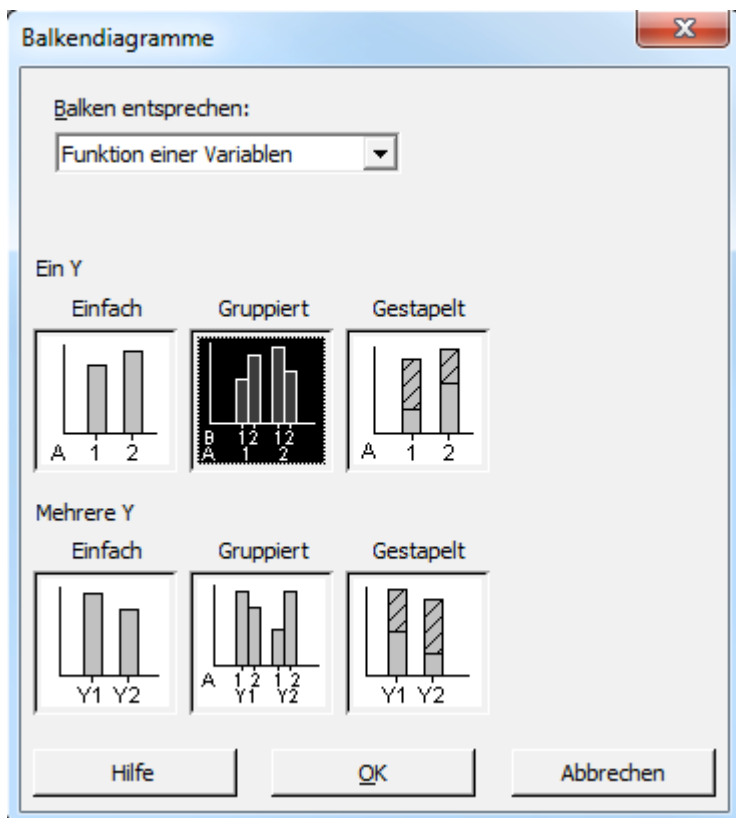 Balkendiagramme
Balken entsprechen:
Funktion einer Variablen
Ein Y
Einfach Gruppiert Gestapelt
A 1 2
B 1 2 1 2
A 1 2
A 1 2
Mehrere Y
Einfach Gruppiert Gestapelt
Y1 Y2
A 1 2 1 2
Y1 Y2
Y1 Y2
Hilfe OK Abbrechen